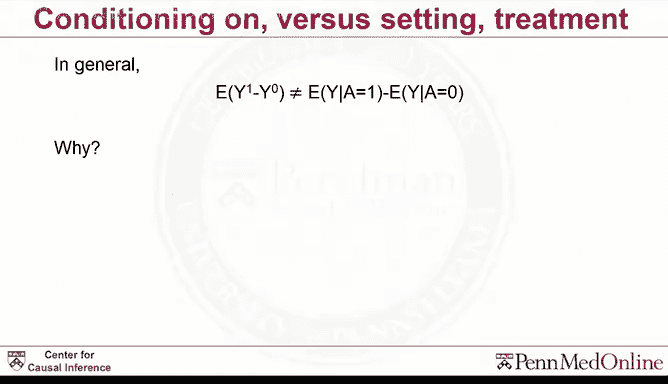 Conditioning on, versus setting, treatment
In general,
E(Y¹-Y⁰) ≠ E(Y|A=1)-E(Y|A=0)
Why?
Center for
Causal Inference
PennMedOnline